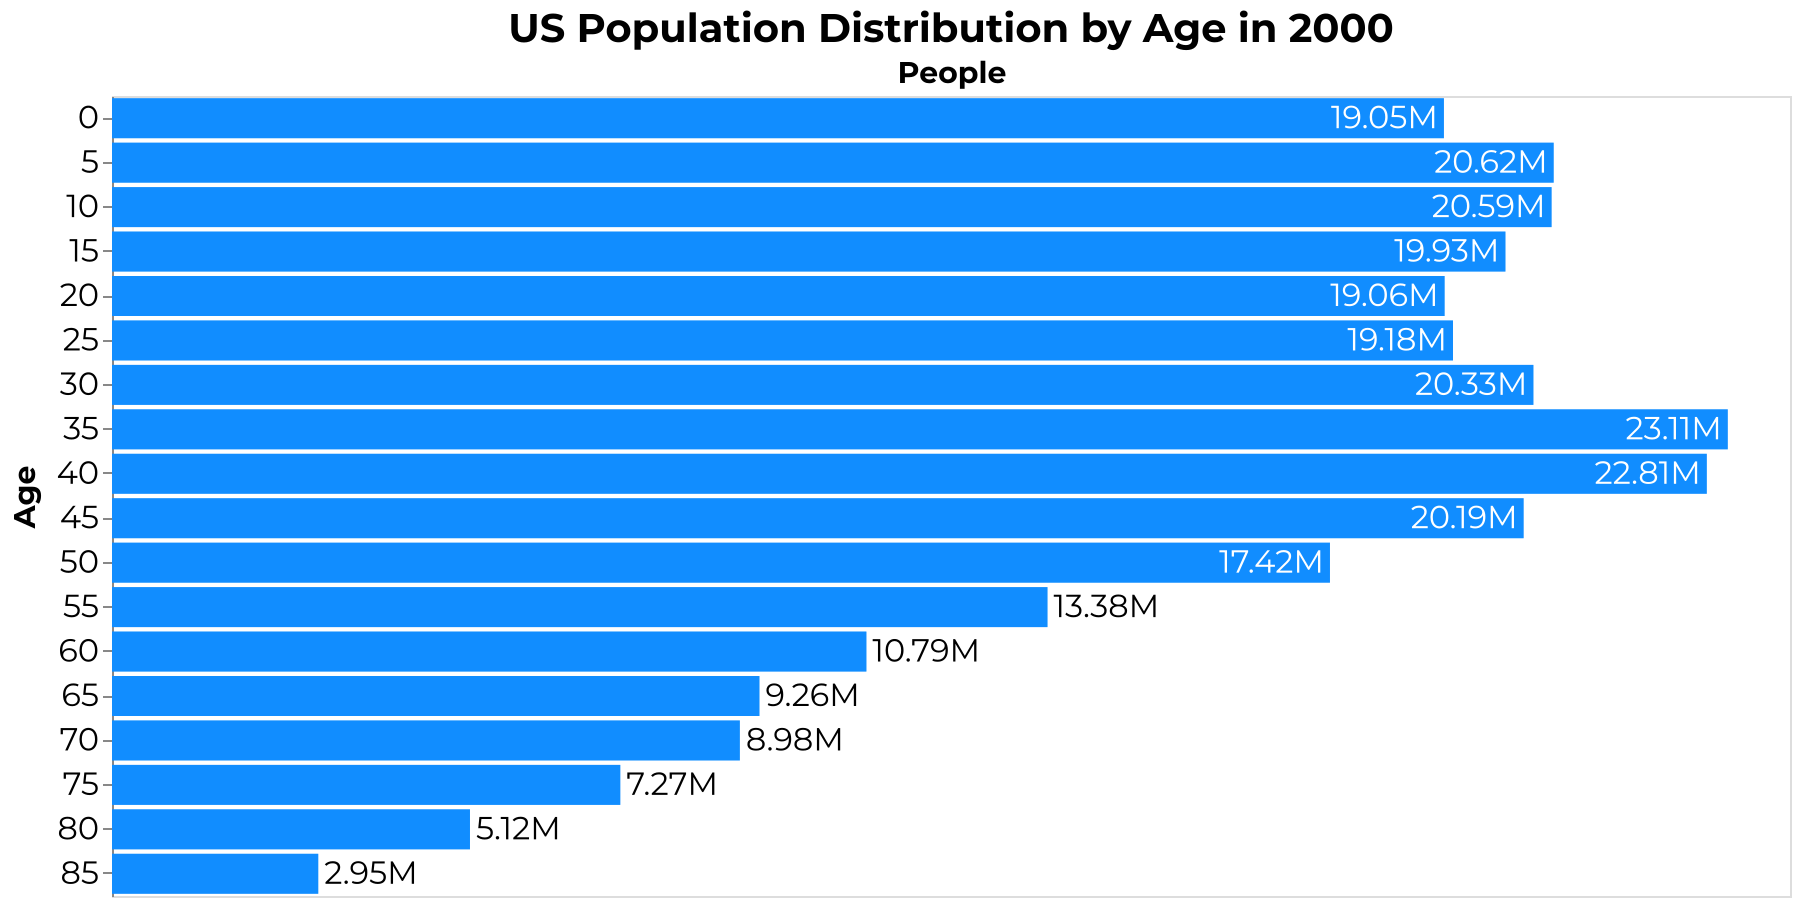 US Population Distribution by Age in 2000
People
Age
0 19.05M
5 20.62M
10 20.59M
15 19.93M
20 19.06M
25 19.18M
30 20.33M
35 23.11M
40 22.81M
45 20.19M
50 17.42M
55 13.38M
60 10.79M
65 9.26M
70 8.98M
75 7.27M
80 5.12M
85 2.95M